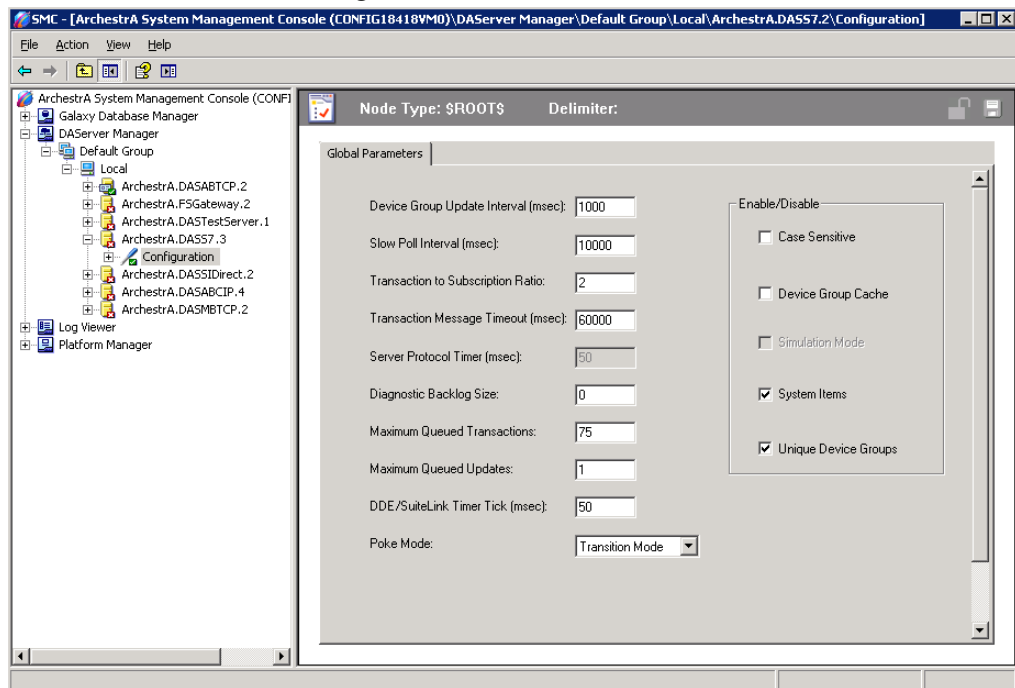 SMC - [ArchestrA System Management Console (CONFIG18418VM0)\DAServer Manager\Default Group\Local\ArchestrA.DASS7.2\Configuration]
File Action View Help
ArchestrA System Management Console (CONFI
Galaxy Database Manager
DAServer Manager
Default Group
Local
ArchestrA.DASABTCP.2
ArchestrA.FSGateway.2
ArchestrA.DASTestServer.1
ArchestrA.DASS7.3
Configuration
ArchestrA.DASSIDirect.2
ArchestrA.DASABCIP.4
ArchestrA.DASMBTCP.2
Log Viewer
Platform Manager
Node Type: $ROOT$ Delimiter:
Global Parameters
Device Group Update Interval (msec): 1000
Slow Poll Interval (msec): 10000
Transaction to Subscription Ratio: 2
Transaction Message Timeout (msec): 60000
Server Protocol Timer (msec): 50
Diagnostic Backlog Size: 0
Maximum Queued Transactions: 75
Maximum Queued Updates: 1
DDE/SuiteLink Timer Tick (msec): 50
Poke Mode: Transition Mode
Enable/Disable
Case Sensitive
Device Group Cache
Simulation Mode
System Items
Unique Device Groups